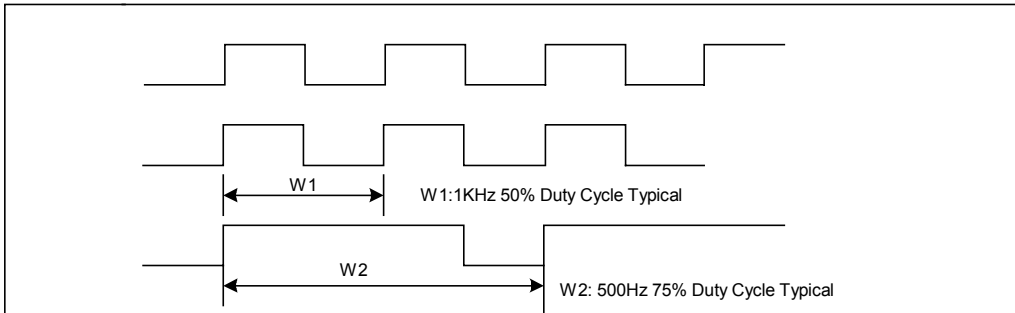 W1
W1:1KHz 50% Duty Cycle Typical
W2
W2: 500Hz 75% Duty Cycle Typical